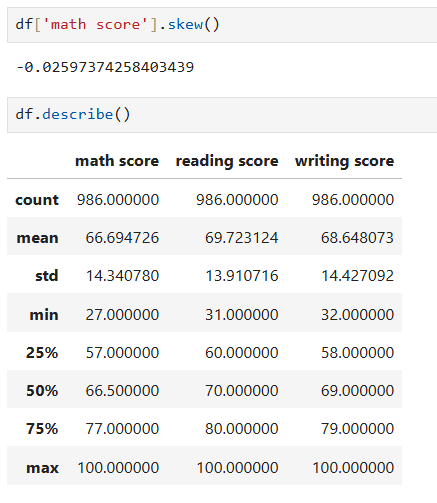 df['math score'].skew()
-0.02597374258403439
df.describe()
math score reading score writing score
count 986.000000 986.000000 986.000000
mean 66.694726 69.723124 68.648073
std 14.340780 13.910716 14.427092
min 27.000000 31.000000 32.000000
25% 57.000000 60.000000 58.000000
50% 66.500000 70.000000 69.000000
75% 77.000000 80.000000 79.000000
max 100.000000 100.000000 100.000000